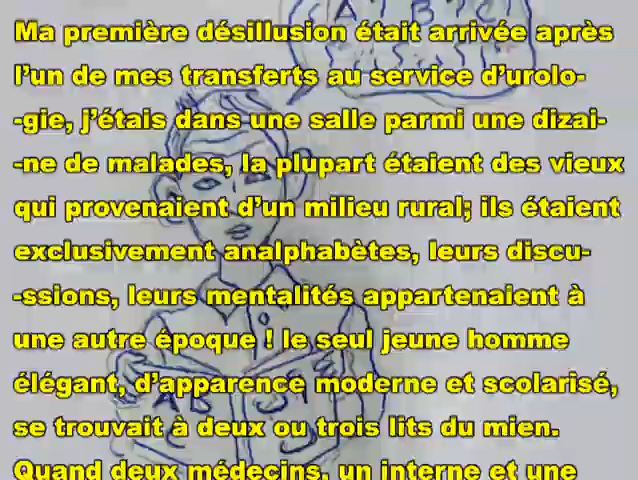 Ma première désillusion était arrivée après
l'un de mes transferts au service d'urolo-
-gie, j'étais dans une salle parmi une dizai-
-ne de malades, la plupart étaient des vieux
qui provenaient d'un milieu rural; ils étaient
exclusivement analphabètes, leurs discu-
-ssions, leurs mentalités appartenaient à
une autre époque ! le seul jeune homme
élégant, d'apparence moderne et scolarisé,
se trouvait à deux ou trois lits du mien.
Quand deux médecins, un interne et une